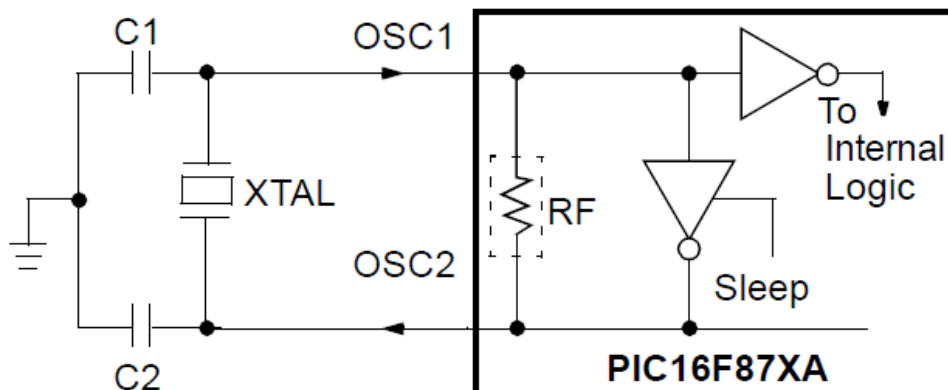 C1
OSC1
To
Internal
Logic
XTAL
RF
OSC2
Sleep
C2
PIC16F87XA